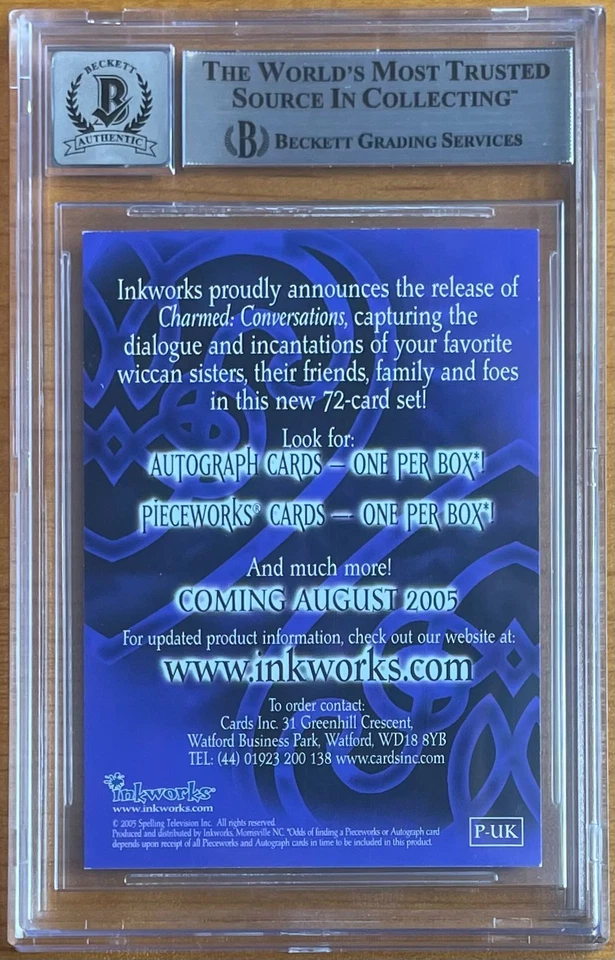 BECKETT
B
AUTHENTIC
THE WORLD'S MOST TRUSTED
SOURCE IN COLLECTING™
B BECKETT GRADING SERVICES
Inkworks proudly announces the release of
Charmed: Conversations, capturing the
dialogue and incantations of your favorite
wiccan sisters, their friends, family and foes
in this new 72-card set!
Look for:
AUTOGRAPH CARDS – ONE PER BOX*!
PIECEWORKS® CARDS – ONE PER BOX*!
And much more!
COMING AUGUST 2005
For updated product information, check out our website at:
www.inkworks.com
To order contact:
Cards Inc. 31 Greenhill Crescent,
Watford Business Park, Watford, WD18 8YB
TEL: (44) 01923 200 138 www.cardsinc.com
inkworks®
www.inkworks.com
© 2005 Spelling Television Inc. All rights reserved.
Produced and distributed by Inkworks, Morrisville NC. *Odds of finding a Pieceworks or Autograph card
depends upon receipt of all Pieceworks and Autograph cards in time to be included in this product.
P-UK